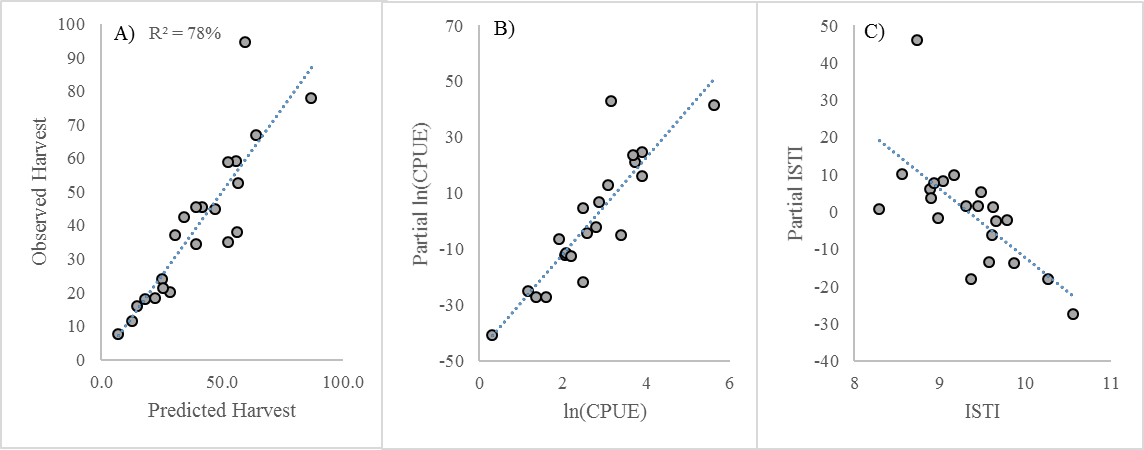 A) R² = 78%
100
90
80
70
60
50
40
30
20
10
0
Observed Harvest
0.0 50.0 100.0
Predicted Harvest
B)
70
50
30
10
-10
-30
-50
Partial ln(CPUE)
0 2 4 6
ln(CPUE)
C)
50
40
30
20
10
0
-10
-20
-30
-40
Partial ISTI
8 9 10 11
ISTI